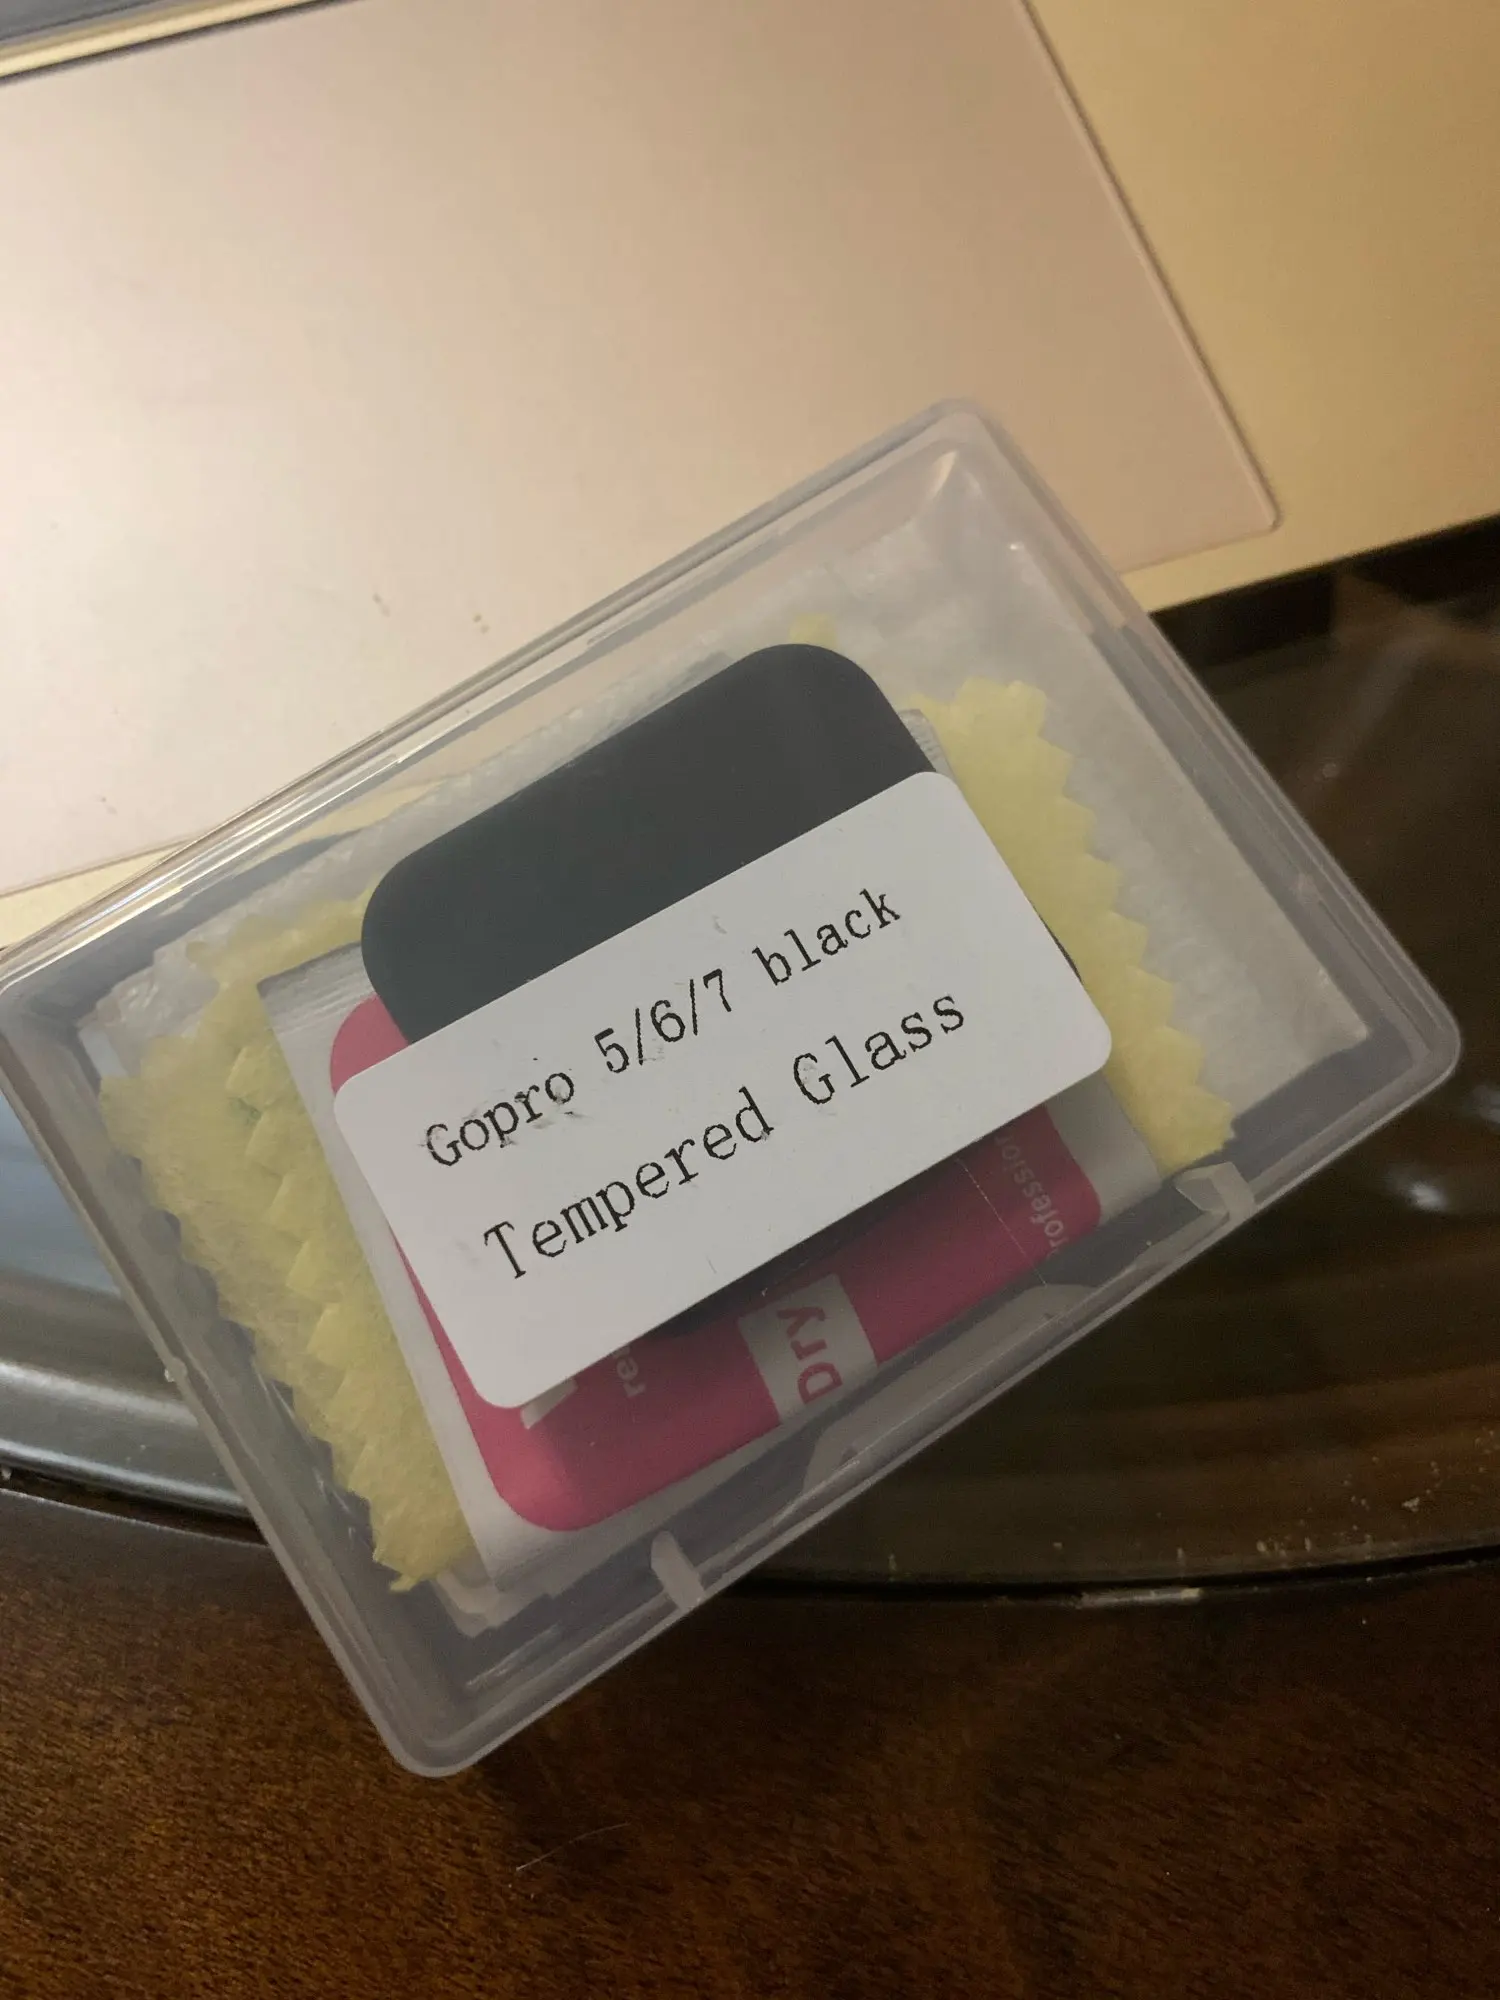 Gopro 5/6/7 black
Tempered Glass
Dry